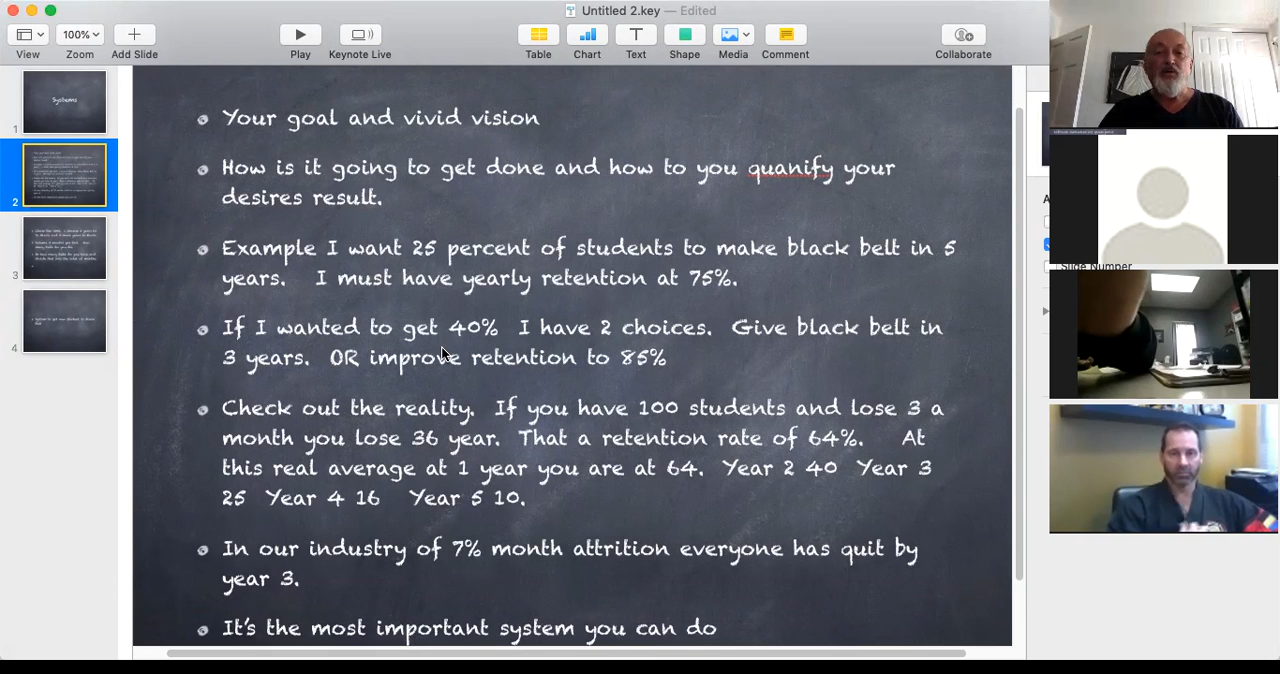 Untitled 2.key — Edited
100%
View
Zoom
Add Slide
Play
Keynote Live
Table
Chart
Text
Shape
Media
Comment
Collaborate
Systems
1
2
3
4
Your goal and vivid vision
How is it going to get done and how to you quanify your
desires result.
Example I want 25 percent of students to make black belt in 5
years. I must have yearly retention at 75%.
If I wanted to get 40% I have 2 choices. Give black belt in
3 years. OR improve retention to 85%
Check out the reality. If you have 100 students and lose 3 a
month you lose 36 year. That a retention rate of 64%. At
this real average at 1 year you are at 64. Year 2 40 Year 3
25 Year 4 16 Year 5 10.
In our industry of 7% month attrition everyone has quit by
year 3.
It's the most important system you can do
Slide Number